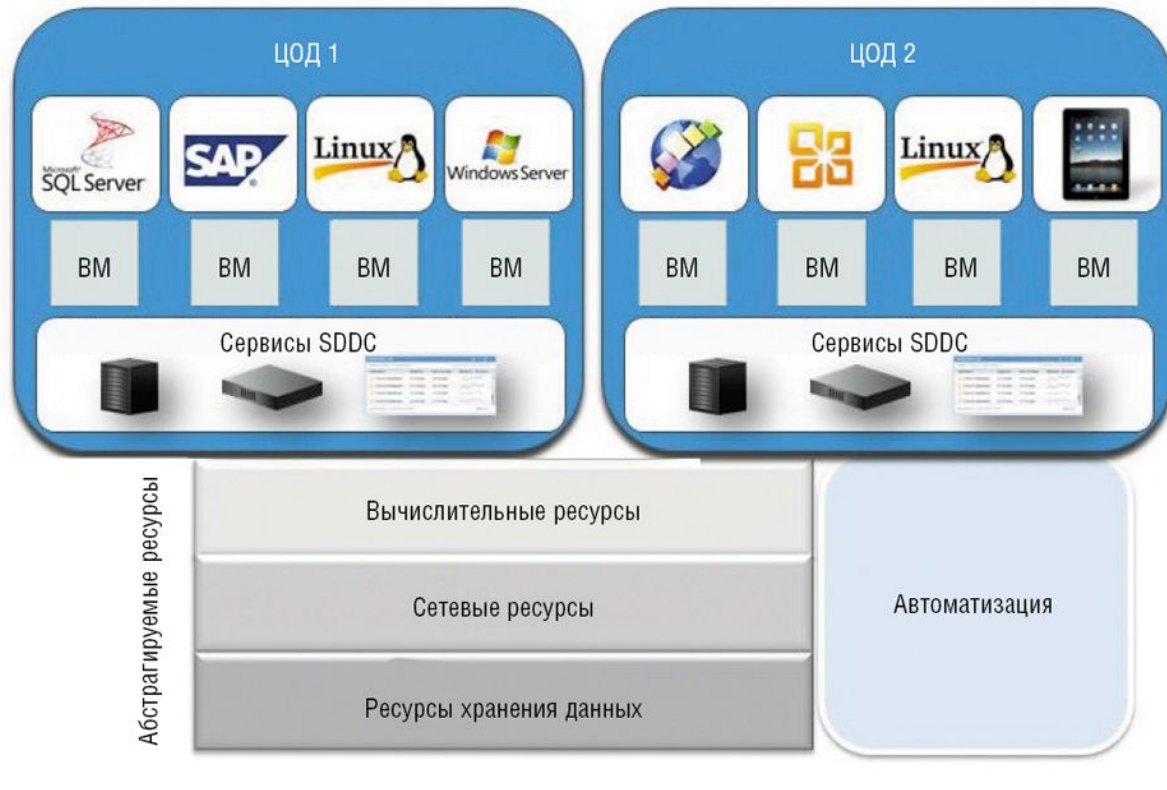 ЦОД 1
Microsoft
SQL Server
SAP
Linux
Windows Server
ВМ ВМ ВМ ВМ
Сервисы SDDC
ЦОД 2
Linux
ВМ ВМ ВМ ВМ
Сервисы SDDC
Абстрагируемые ресурсы
Вычислительные ресурсы
Сетевые ресурсы
Ресурсы хранения данных
Автоматизация